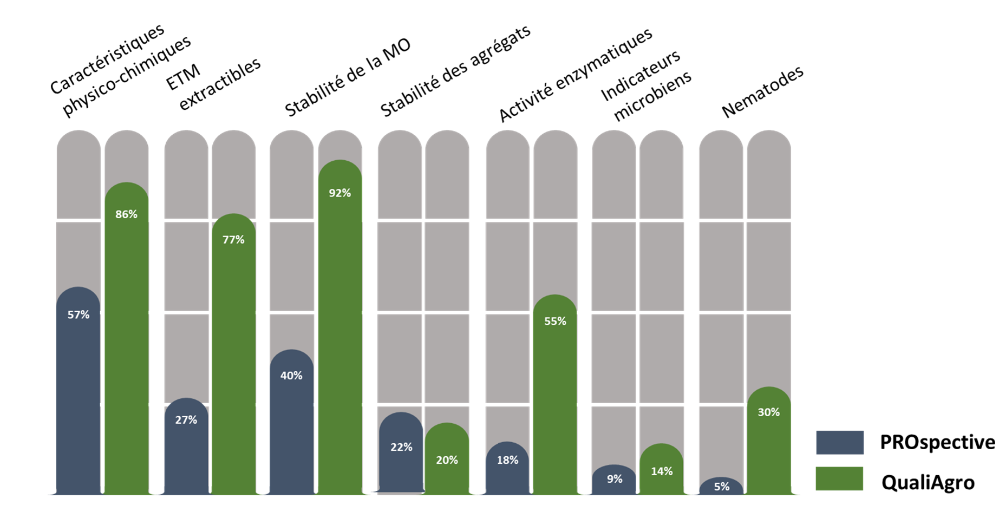 Caractéristiques
physico-chimiques
ETM
extractibles
Stabilité de la MO
Stabilité des agrégats
Activité enzymatiques
Indicateurs
microbiens
Nematodes
57%
86%
27%
77%
40%
92%
22%
20%
18%
55%
9%
14%
5%
30%
PROspective
QualiAgro